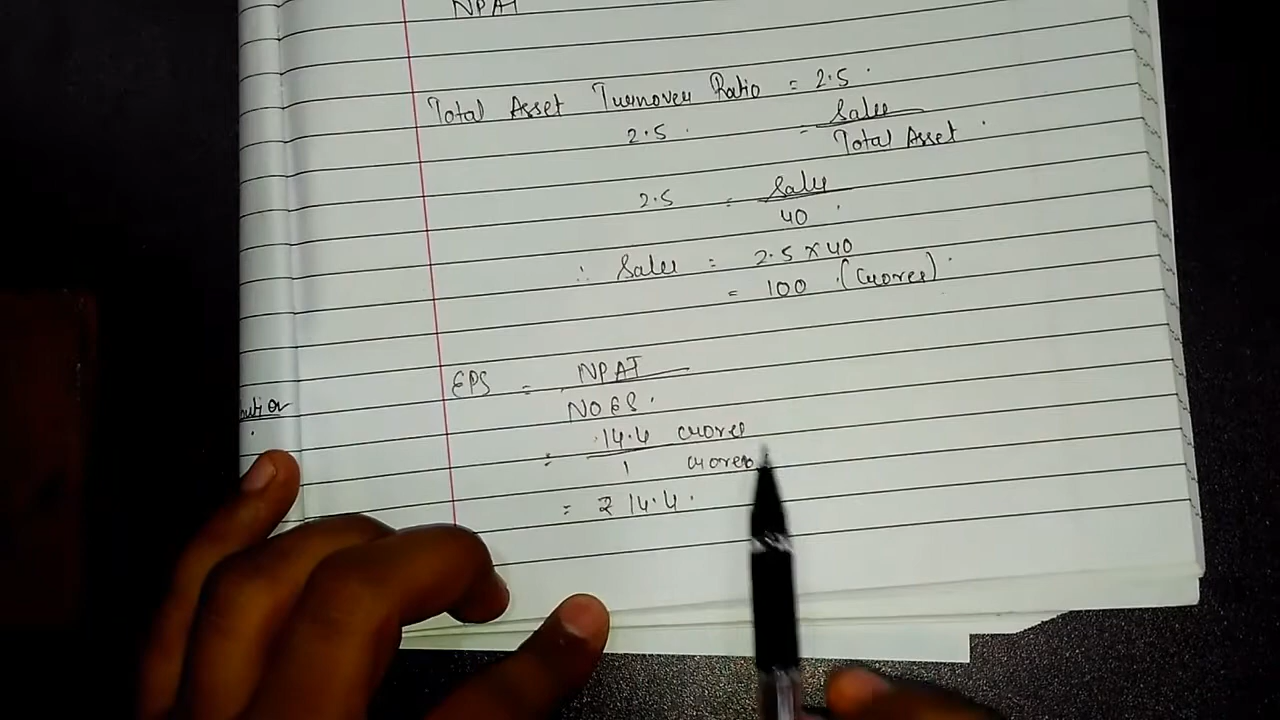 NPAT
Total Asset Turnover Ratio = 2.5
2.5 = Sales
Total Asset
2.5 = Sales
40
∴ Sales = 2.5 x 40
= 100 (Crores)
EPS = NPAT
NOES.
= 14.4 crores
1 crores
= ₹ 14.4.